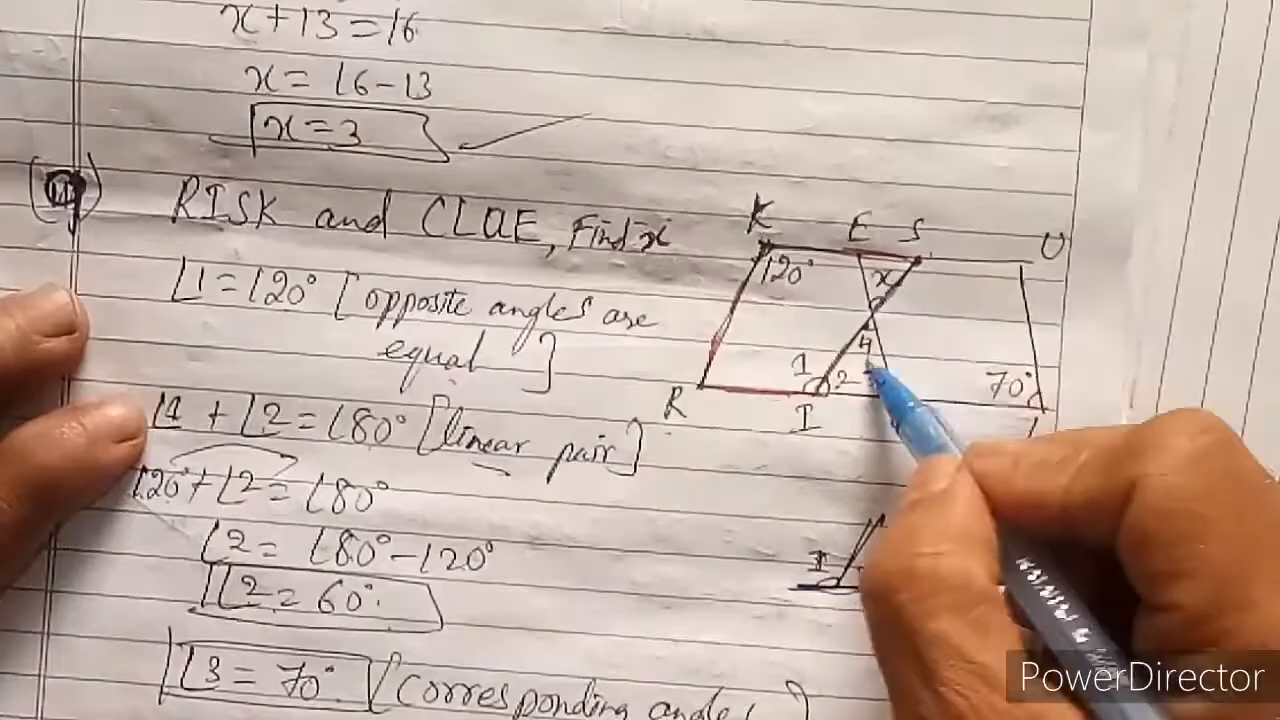 x+13=16
x= 16-13
x=3
RISK and CLUE, Find x
∠1=120° [opposite angles are
equal ]
∠1 + ∠2=180° [linear pair]
120°+∠2=180°
∠2= 180°-120°
∠2=60°
∠3=70° [Corresponding angles
K E S U
120° x
4
1 2 70°
R I
I
PowerDirector